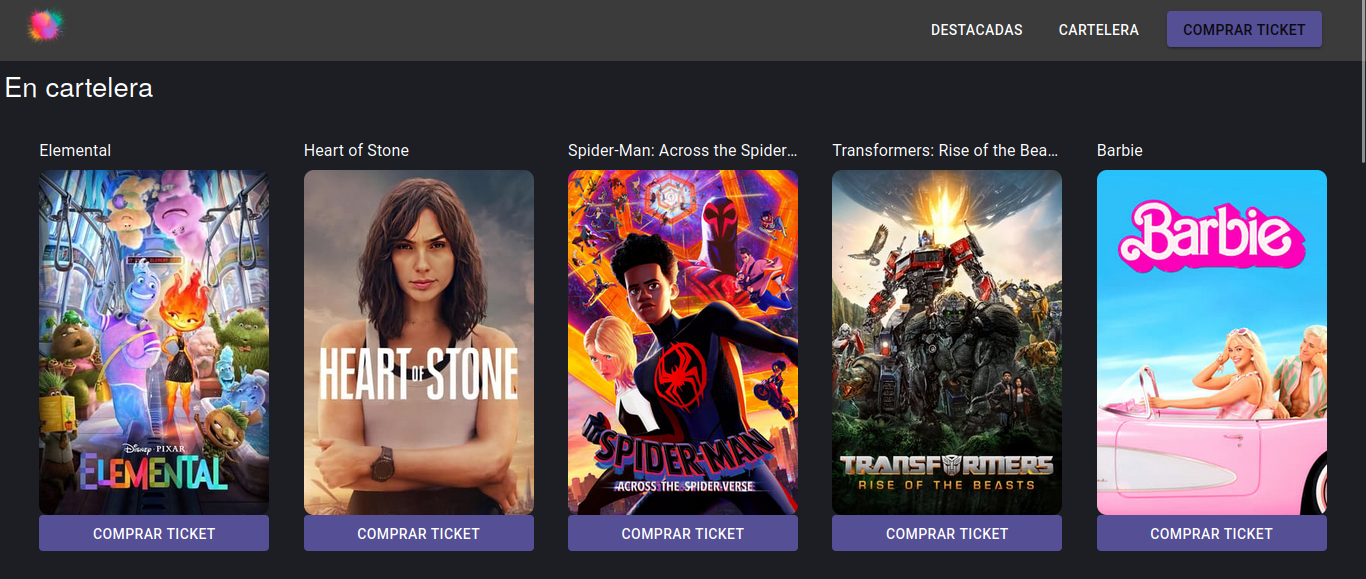 DESTACADAS
CARTELERA
COMPRAR TICKET
En cartelera
Elemental
Heart of Stone
Spider-Man: Across the Spider...
Transformers: Rise of the Bea...
Barbie
Disney · PIXAR
ELEMENTAL
HEART OF STONE
SPIDER-MAN
ACROSS THE SPIDER-VERSE
TRANSFORMERS
RISE OF THE BEASTS
Barbie
COMPRAR TICKET
COMPRAR TICKET
COMPRAR TICKET
COMPRAR TICKET
COMPRAR TICKET